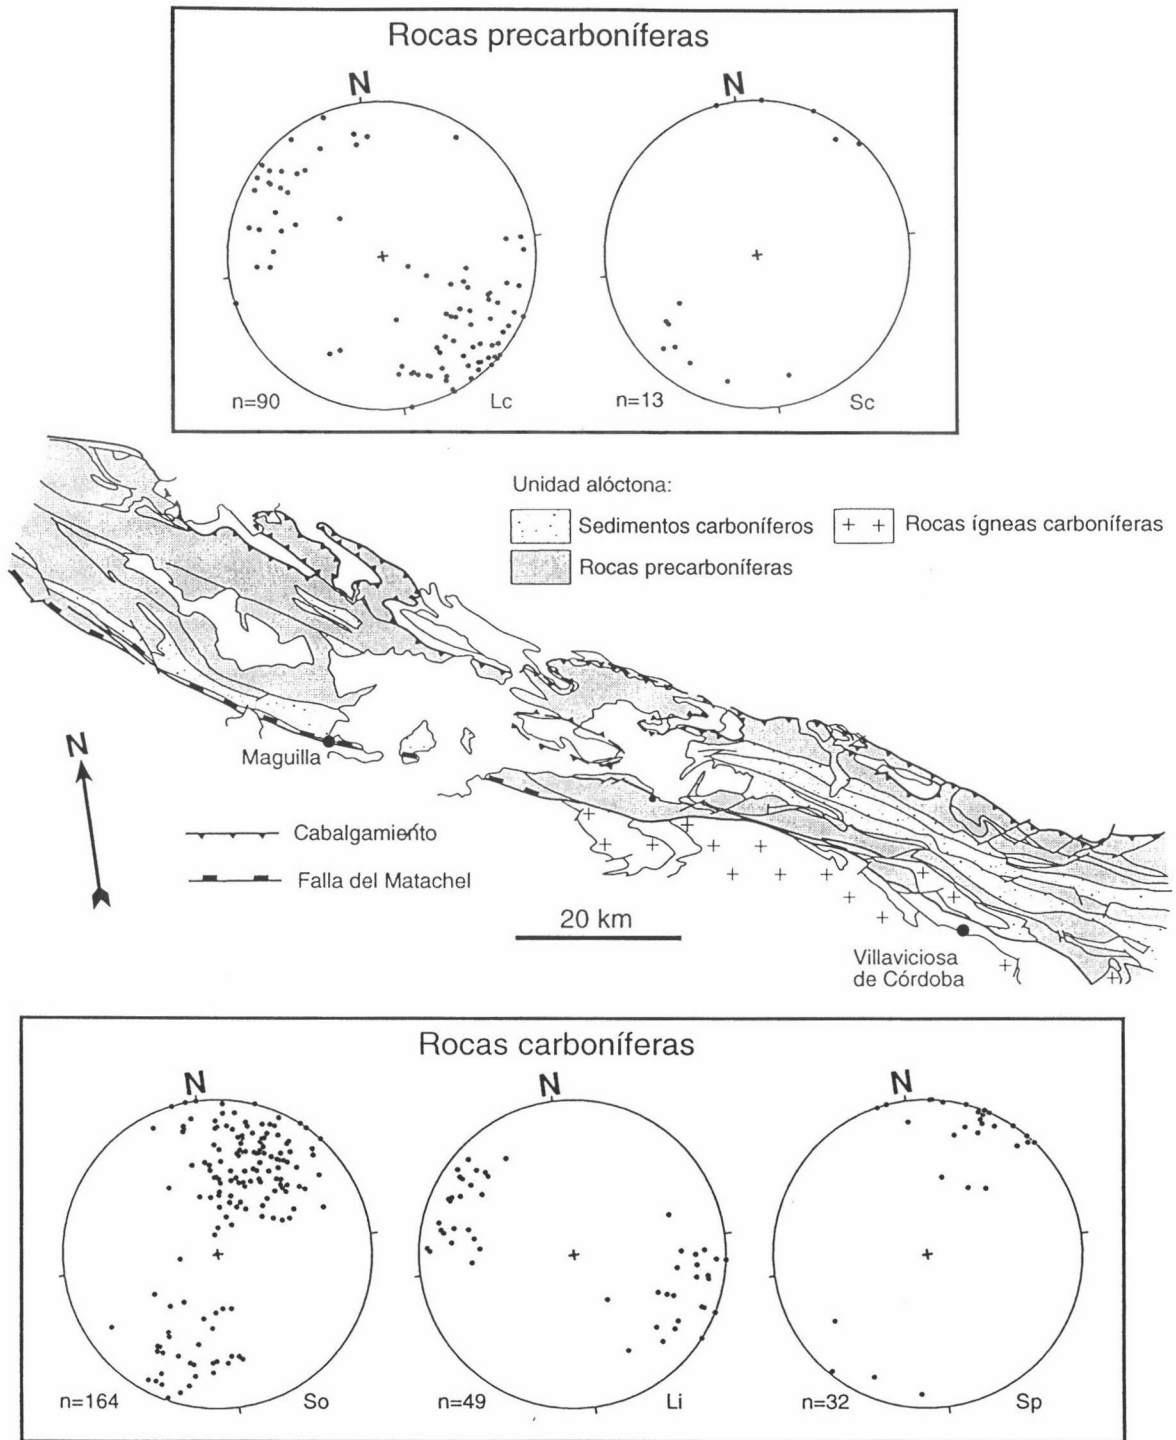 Rocas precarboníferas
N
N
n=90
Lc
n=13
Sc
Unidad alóctona:
Sedimentos carboníferos
Rocas ígneas carboníferas
Rocas precarboníferas
N
Maguilla
Cabalgamiento
Falla del Matachel
20 km
Villaviciosa
de Córdoba
Rocas carboníferas
N
N
N
n=164
So
n=49
Li
n=32
Sp